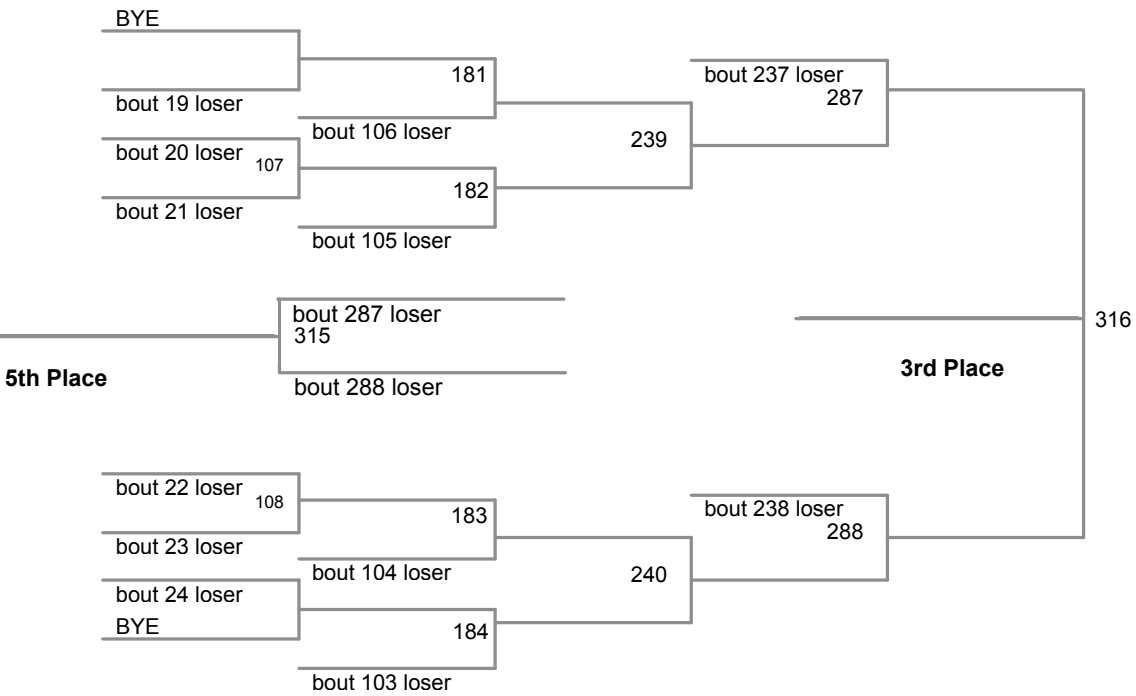 BYE
bout 19 loser
181
bout 106 loser
bout 20 loser
107
bout 21 loser
182
bout 105 loser
239
bout 237 loser
287
bout 287 loser
315
bout 288 loser
5th Place
316
3rd Place
bout 22 loser
108
bout 23 loser
183
bout 104 loser
bout 24 loser
BYE
184
bout 103 loser
240
bout 238 loser
288